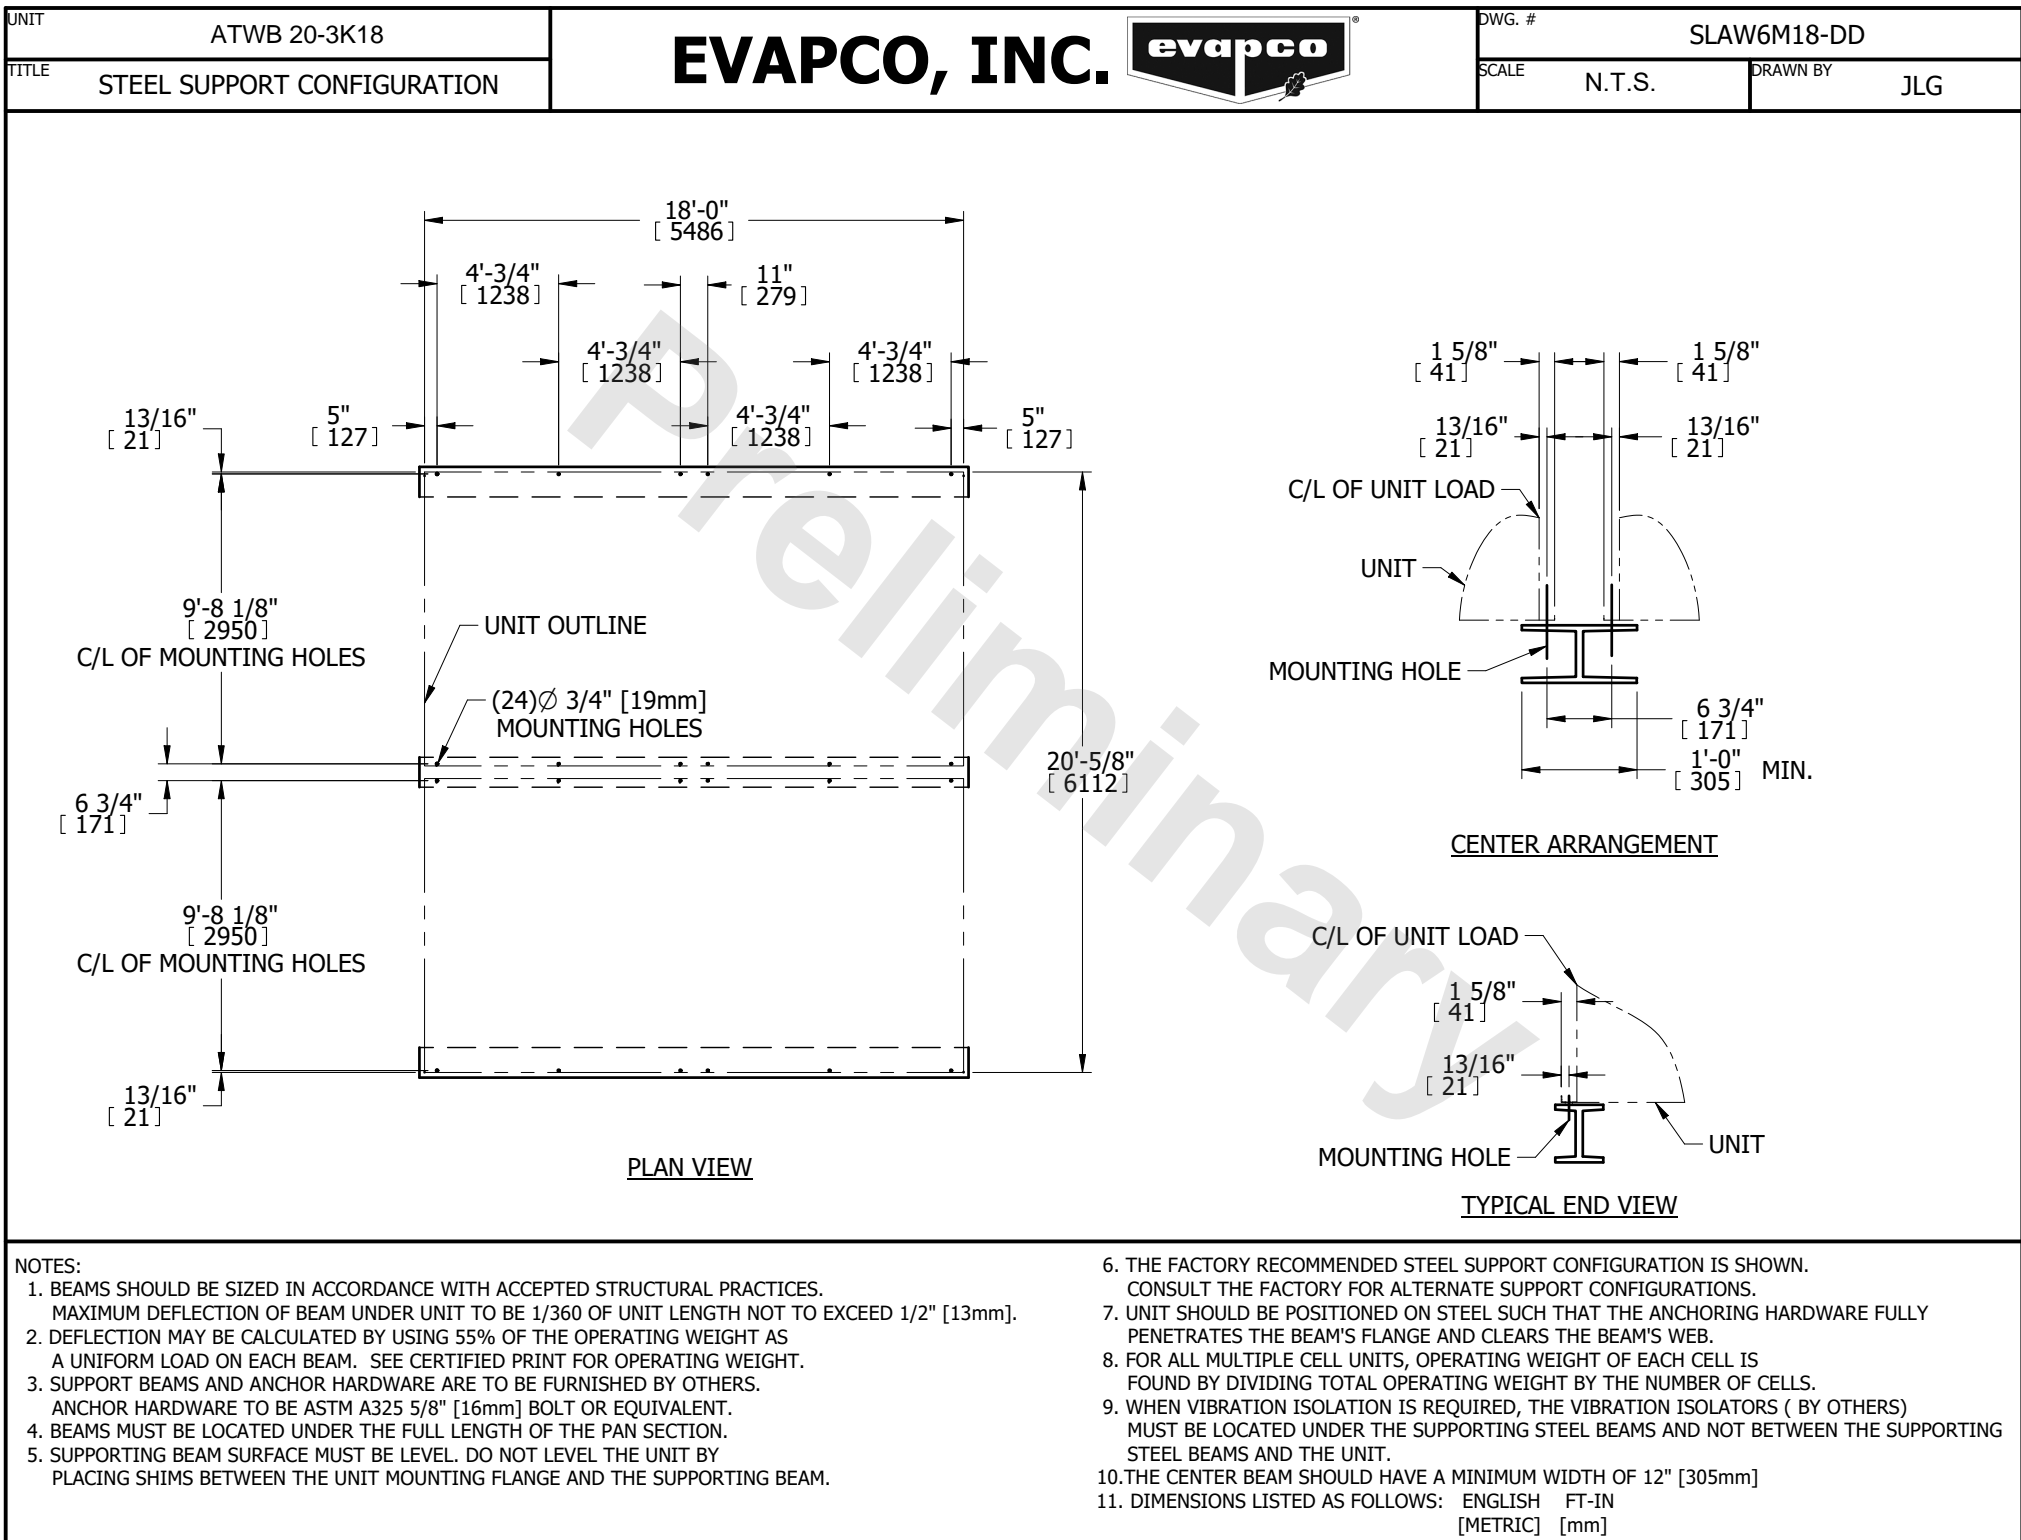 UNIT
ATWB 20-3K18
TITLE
STEEL SUPPORT CONFIGURATION
EVAPCO, INC.
evapco
®
DWG. #
SLAW6M18-DD
SCALE
N.T.S.
DRAWN BY
JLG
18'-0"
[ 5486 ]
4'-3/4"
[ 1238 ]
11"
[ 279 ]
4'-3/4"
[ 1238 ]
4'-3/4"
[ 1238 ]
13/16"
[ 21 ]
5"
[ 127 ]
4'-3/4"
[ 1238 ]
5"
[ 127 ]
9'-8 1/8"
[ 2950 ]
C/L OF MOUNTING HOLES
UNIT OUTLINE
(24)∅ 3/4" [19mm]
MOUNTING HOLES
6 3/4"
[ 171 ]
20'-5/8"
[ 6112 ]
9'-8 1/8"
[ 2950 ]
C/L OF MOUNTING HOLES
13/16"
[ 21 ]
PLAN VIEW
Preliminary
1 5/8"
[ 41 ]
1 5/8"
[ 41 ]
13/16"
[ 21 ]
13/16"
[ 21 ]
C/L OF UNIT LOAD
UNIT
MOUNTING HOLE
6 3/4"
[ 171 ]
1'-0"
[ 305 ] MIN.
CENTER ARRANGEMENT
C/L OF UNIT LOAD
1 5/8"
[ 41 ]
13/16"
[ 21 ]
MOUNTING HOLE
UNIT
TYPICAL END VIEW
NOTES:
1. BEAMS SHOULD BE SIZED IN ACCORDANCE WITH ACCEPTED STRUCTURAL PRACTICES.
MAXIMUM DEFLECTION OF BEAM UNDER UNIT TO BE 1/360 OF UNIT LENGTH NOT TO EXCEED 1/2" [13mm].
2. DEFLECTION MAY BE CALCULATED BY USING 55% OF THE OPERATING WEIGHT AS
A UNIFORM LOAD ON EACH BEAM. SEE CERTIFIED PRINT FOR OPERATING WEIGHT.
3. SUPPORT BEAMS AND ANCHOR HARDWARE ARE TO BE FURNISHED BY OTHERS.
ANCHOR HARDWARE TO BE ASTM A325 5/8" [16mm] BOLT OR EQUIVALENT.
4. BEAMS MUST BE LOCATED UNDER THE FULL LENGTH OF THE PAN SECTION.
5. SUPPORTING BEAM SURFACE MUST BE LEVEL. DO NOT LEVEL THE UNIT BY
PLACING SHIMS BETWEEN THE UNIT MOUNTING FLANGE AND THE SUPPORTING BEAM.
6. THE FACTORY RECOMMENDED STEEL SUPPORT CONFIGURATION IS SHOWN.
CONSULT THE FACTORY FOR ALTERNATE SUPPORT CONFIGURATIONS.
7. UNIT SHOULD BE POSITIONED ON STEEL SUCH THAT THE ANCHORING HARDWARE FULLY
PENETRATES THE BEAM'S FLANGE AND CLEARS THE BEAM'S WEB.
8. FOR ALL MULTIPLE CELL UNITS, OPERATING WEIGHT OF EACH CELL IS
FOUND BY DIVIDING TOTAL OPERATING WEIGHT BY THE NUMBER OF CELLS.
9. WHEN VIBRATION ISOLATION IS REQUIRED, THE VIBRATION ISOLATORS ( BY OTHERS)
MUST BE LOCATED UNDER THE SUPPORTING STEEL BEAMS AND NOT BETWEEN THE SUPPORTING
STEEL BEAMS AND THE UNIT.
10.THE CENTER BEAM SHOULD HAVE A MINIMUM WIDTH OF 12" [305mm]
11. DIMENSIONS LISTED AS FOLLOWS: ENGLISH FT-IN
[METRIC] [mm]